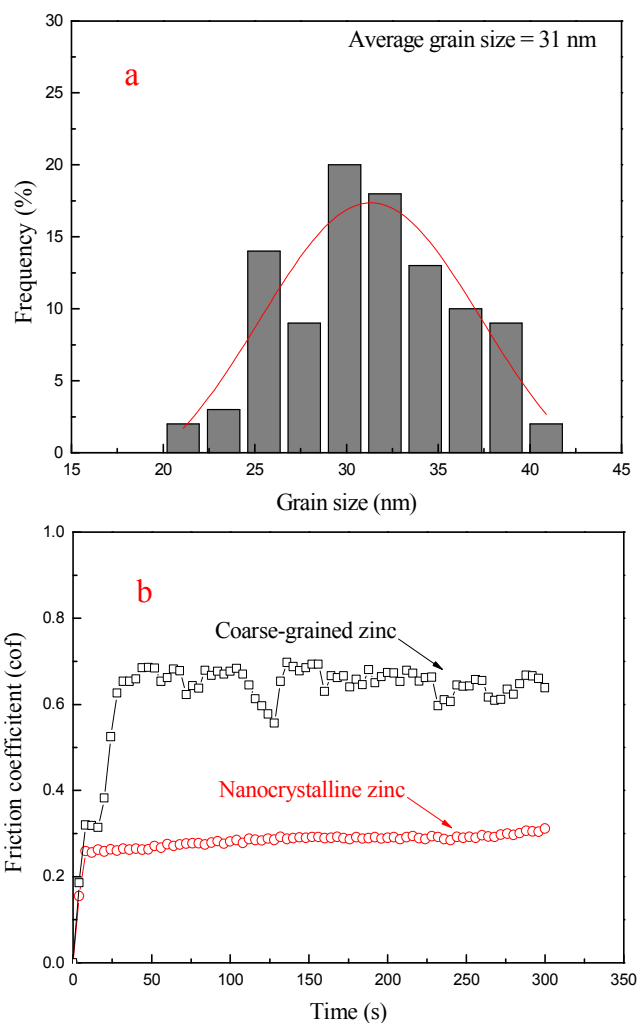 Average grain size = 31 nm
a
Frequency (%)
30
25
20
15
10
5
0
15 20 25 30 35 40 45
Grain size (nm)
b
Coarse-grained zinc
Nanocrystalline zinc
Friction coefficitent (cof)
1.0
0.8
0.6
0.4
0.2
0.0
0 50 100 150 200 250 300 350
Time (s)